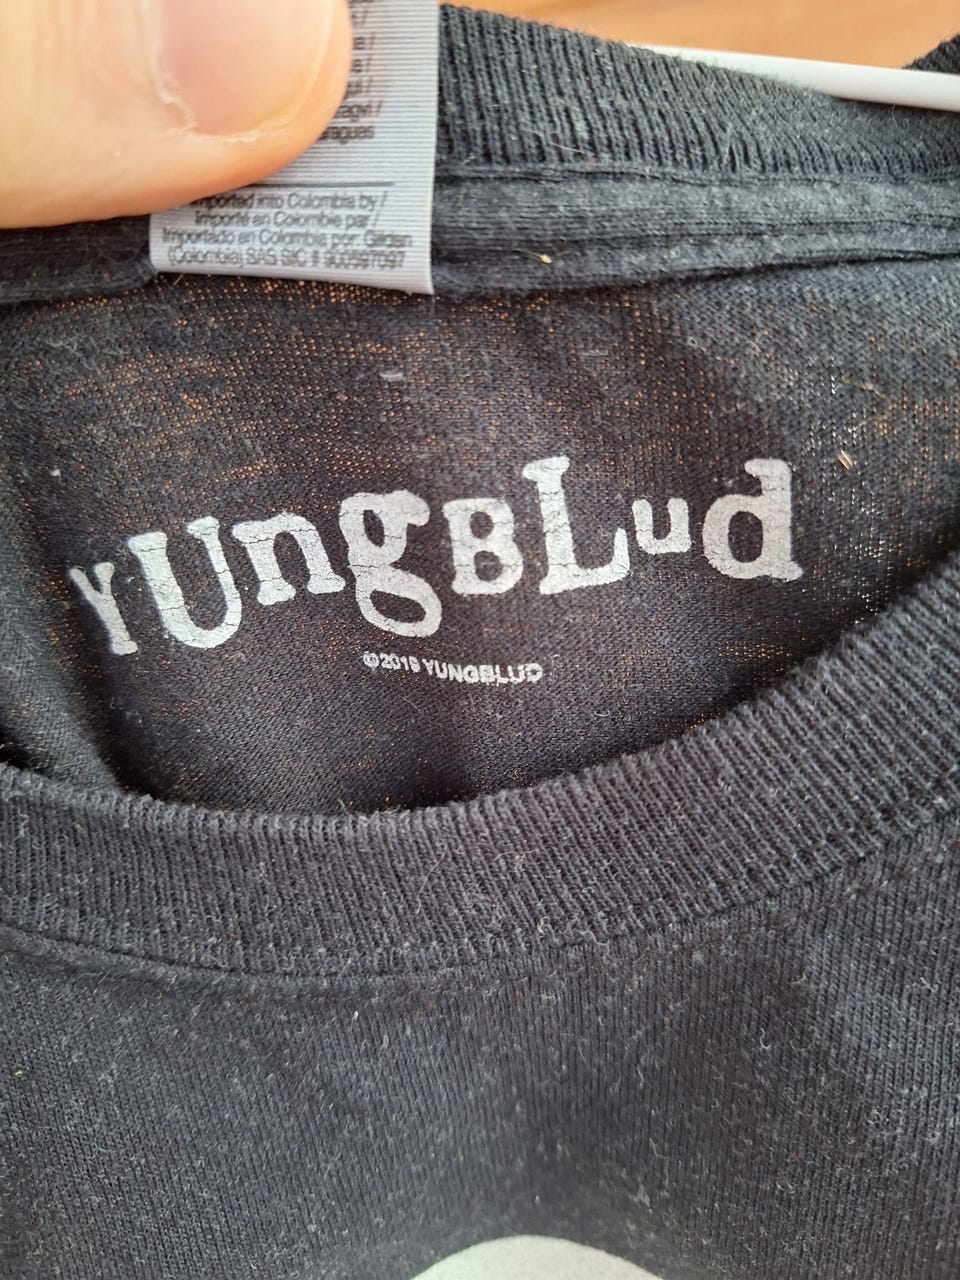 Imported into Colombia by /
Importé en Colombie par /
Importado en Colombia por: Gildan
(Colombia) SAS SIC # 900597097
YUngBLud
©2019 YUNGBLUD